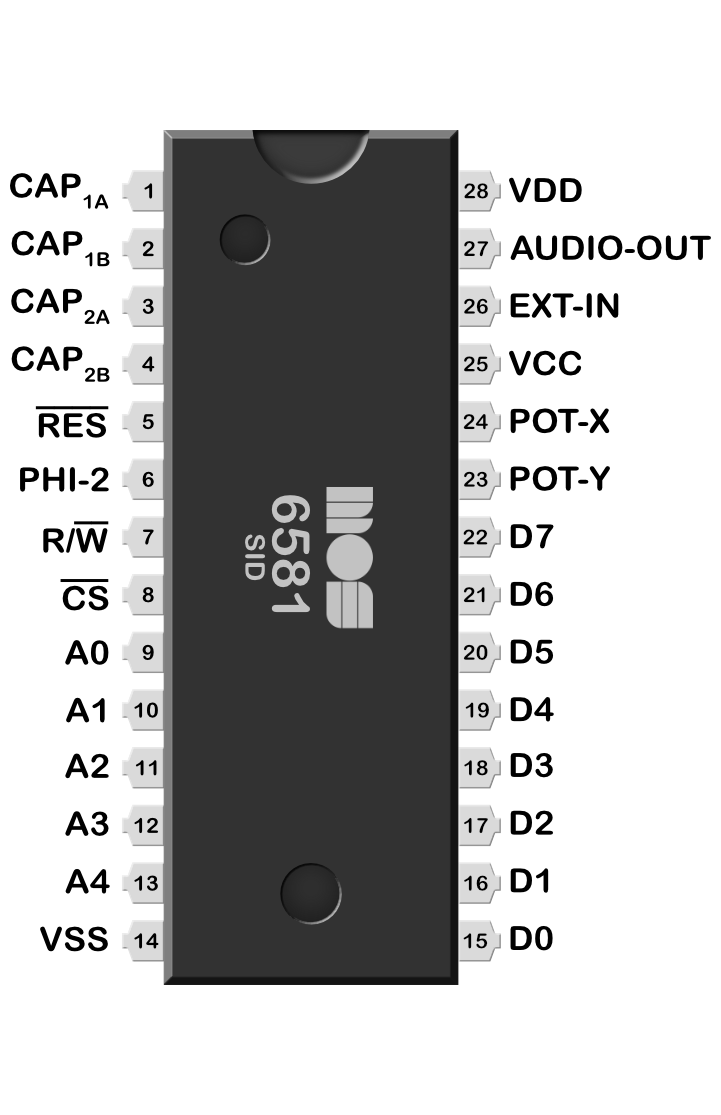 CAP1A 1 28 VDD
CAP1B 2 27 AUDIO-OUT
CAP2A 3 26 EXT-IN
CAP2B 4 25 VCC
R̅E̅S̅ 5 24 POT-X
PHI-2 6 23 POT-Y
R/W̅ 7 22 D7
C̅S̅ 8 21 D6
A0 9 20 D5
A1 10 19 D4
A2 11 18 D3
A3 12 17 D2
A4 13 16 D1
VSS 14 15 D0
mos
6581
SID